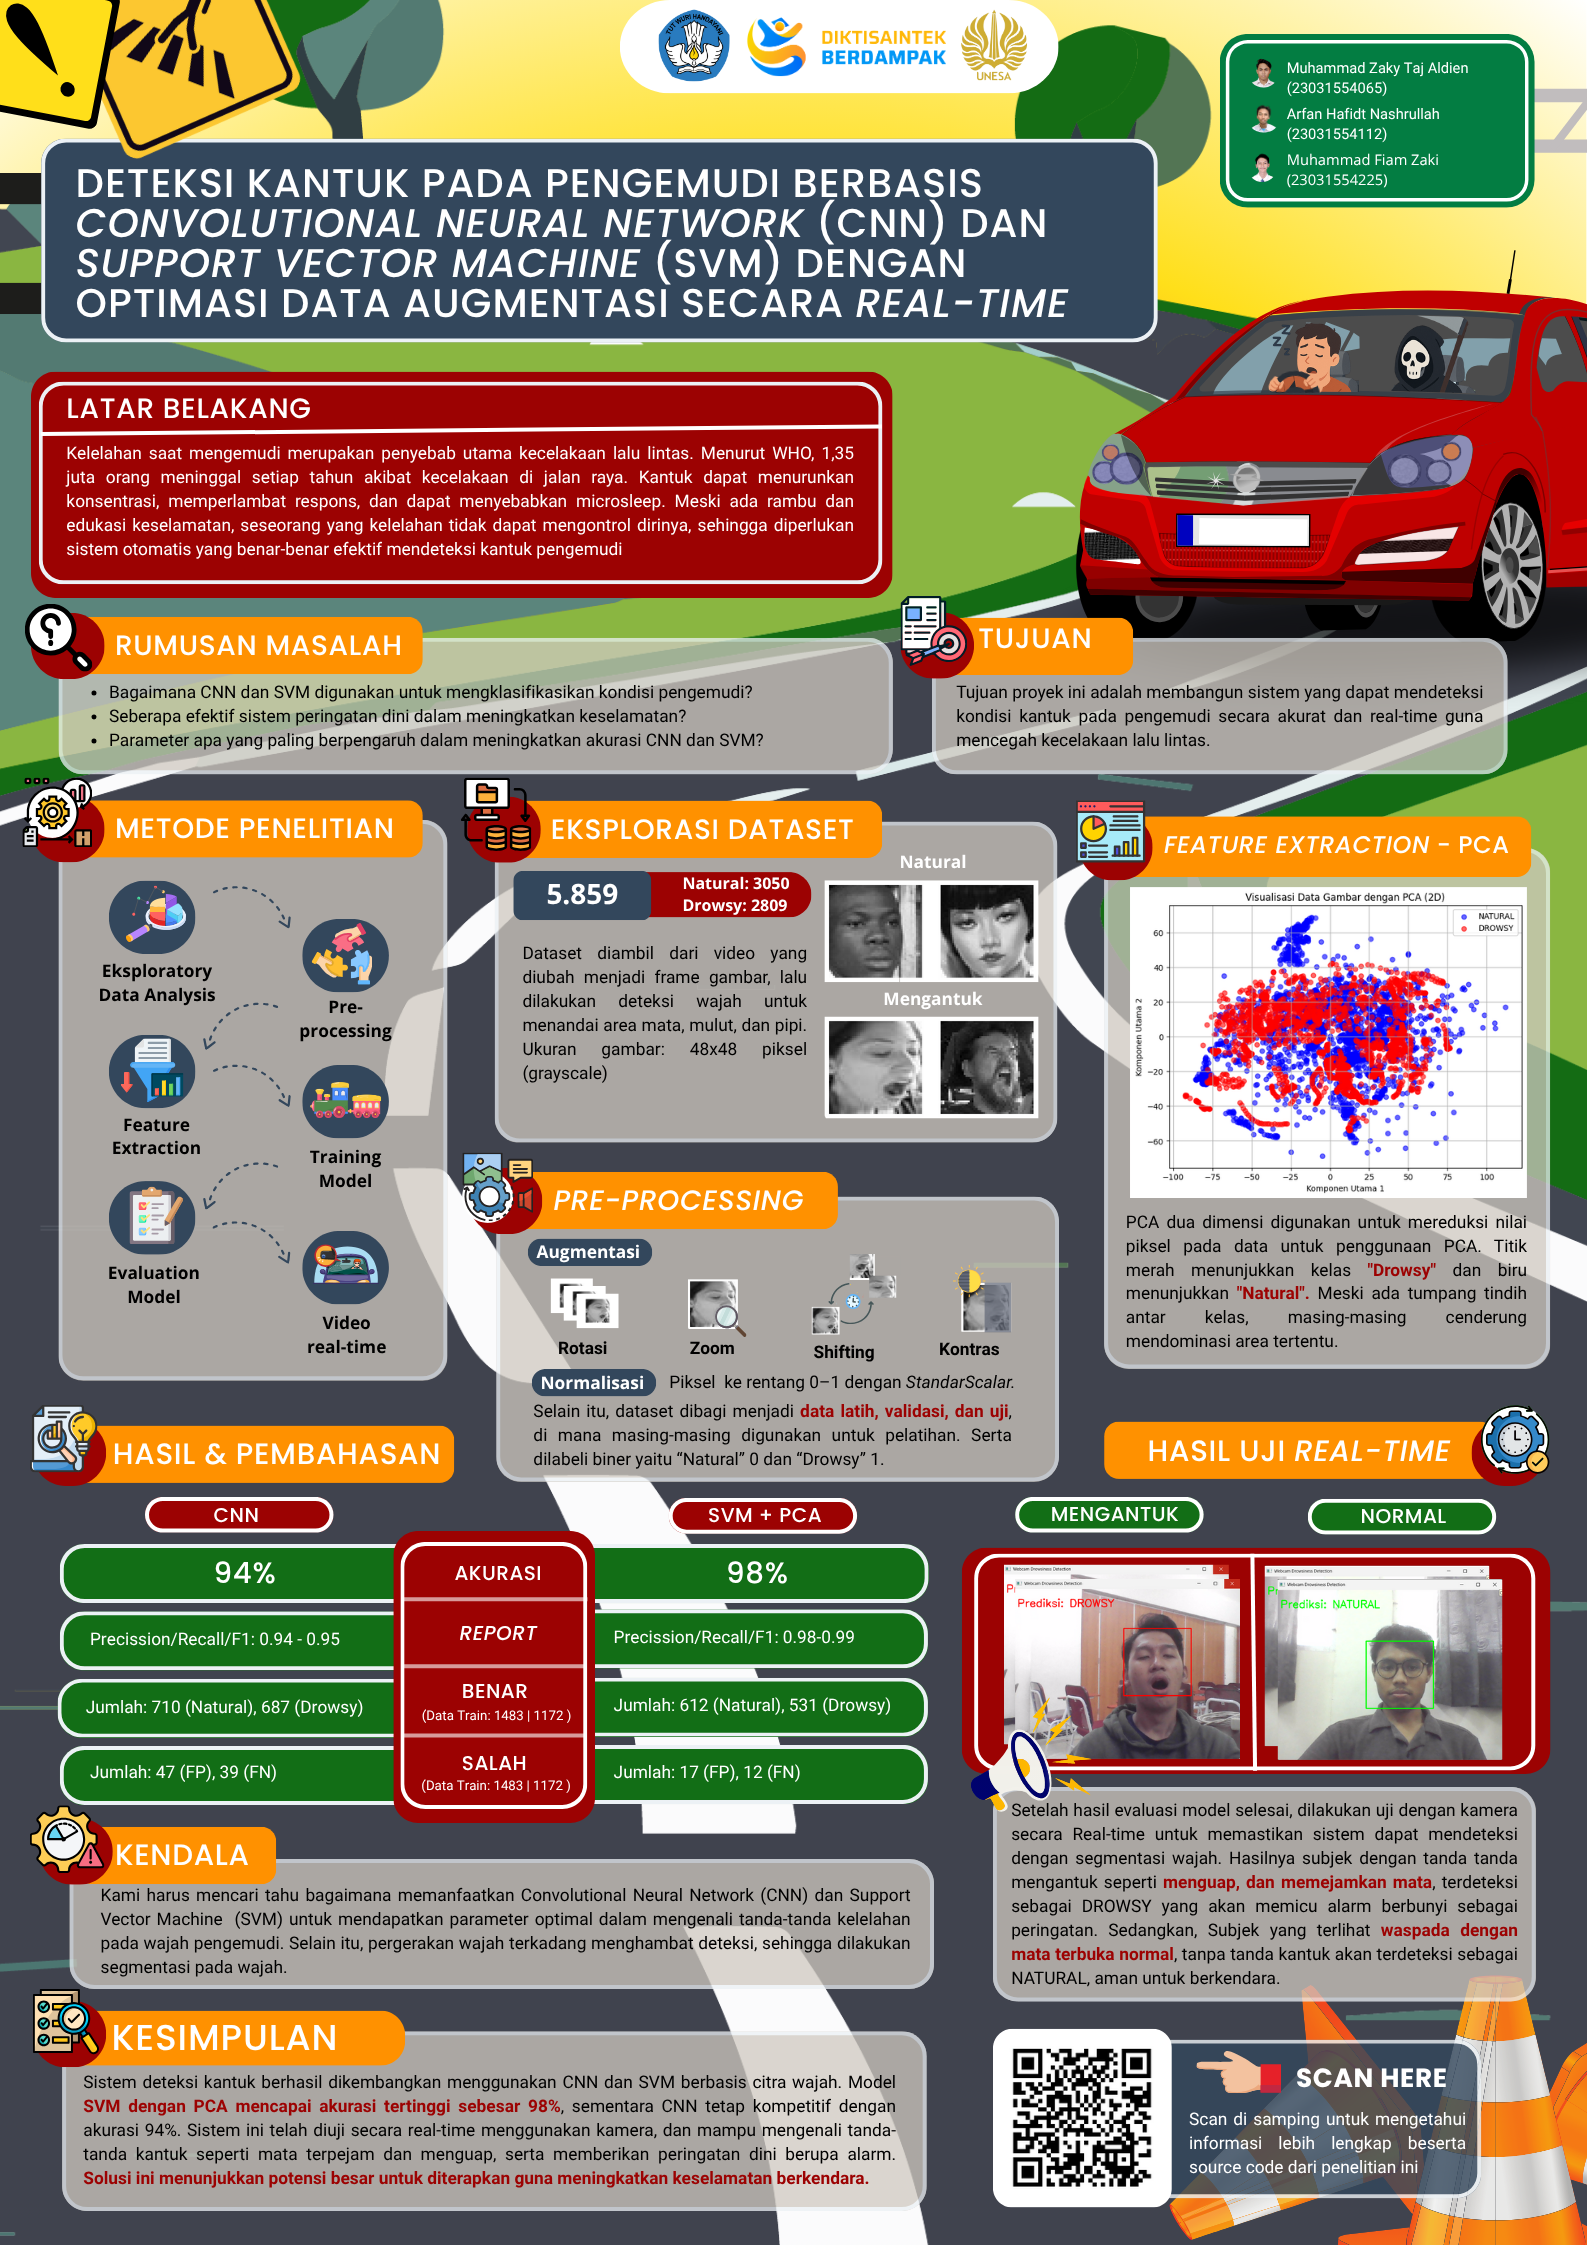 TUT WURI HANDAYANI
DIKTISAINTEK
BERDAMPAK
UNESA
Muhammad Zaky Taj Aldien
(23031554065)
Arfan Hafidt Nashrullah
(23031554112)
Muhammad Fiam Zaki
(23031554225)
DETEKSI KANTUK PADA PENGEMUDI BERBASIS
CONVOLUTIONAL NEURAL NETWORK (CNN) DAN
SUPPORT VECTOR MACHINE (SVM) DENGAN
OPTIMASI DATA AUGMENTASI SECARA REAL-TIME
LATAR BELAKANG
Kelelahan saat mengemudi merupakan penyebab utama kecelakaan lalu lintas. Menurut WHO, 1,35
juta orang meninggal setiap tahun akibat kecelakaan di jalan raya. Kantuk dapat menurunkan
konsentrasi, memperlambat respons, dan dapat menyebabkan microsleep. Meski ada rambu dan
edukasi keselamatan, seseorang yang kelelahan tidak dapat mengontrol dirinya, sehingga diperlukan
sistem otomatis yang benar-benar efektif mendeteksi kantuk pengemudi
RUMUSAN MASALAH
• Bagaimana CNN dan SVM digunakan untuk mengklasifikasikan kondisi pengemudi?
• Seberapa efektif sistem peringatan dini dalam meningkatkan keselamatan?
• Parameter apa yang paling berpengaruh dalam meningkatkan akurasi CNN dan SVM?
TUJUAN
Tujuan proyek ini adalah membangun sistem yang dapat mendeteksi
kondisi kantuk pada pengemudi secara akurat dan real-time guna
mencegah kecelakaan lalu lintas.
METODE PENELITIAN
Eksploratory
Data Analysis
Pre-
processing
Feature
Extraction
Training
Model
Evaluation
Model
Video
real-time
EKSPLORASI DATASET
5.859
Natural: 3050
Drowsy: 2809
Dataset diambil dari video yang
diubah menjadi frame gambar, lalu
dilakukan deteksi wajah untuk
menandai area mata, mulut, dan pipi.
Ukuran gambar: 48x48 piksel
(grayscale)
Natural
Mengantuk
PRE-PROCESSING
Augmentasi
Rotasi
Zoom
Shifting
Kontras
Normalisasi
Piksel ke rentang 0–1 dengan StandarScalar.
Selain itu, dataset dibagi menjadi data latih, validasi, dan uji,
di mana masing-masing digunakan untuk pelatihan. Serta
dilabeli biner yaitu “Natural” 0 dan “Drowsy” 1.
FEATURE EXTRACTION - PCA
Visualisasi Data Gambar dengan PCA (2D)
NATURAL
DROWSY
Komponen Utama 2
60
40
20
0
−20
−40
−60
−100 −75 −50 −25 0 25 50 75 100
Komponen Utama 1
PCA dua dimensi digunakan untuk mereduksi nilai
piksel pada data untuk penggunaan PCA. Titik
merah menunjukkan kelas "Drowsy" dan biru
menunjukkan "Natural". Meski ada tumpang tindih
antar kelas, masing-masing cenderung
mendominasi area tertentu.
HASIL & PEMBAHASAN
CNN
SVM + PCA
94%
AKURASI
98%
Precission/Recall/F1: 0.94 - 0.95
REPORT
Precission/Recall/F1: 0.98-0.99
Jumlah: 710 (Natural), 687 (Drowsy)
BENAR
(Data Train: 1483 | 1172 )
Jumlah: 612 (Natural), 531 (Drowsy)
Jumlah: 47 (FP), 39 (FN)
SALAH
(Data Train: 1483 | 1172 )
Jumlah: 17 (FP), 12 (FN)
HASIL UJI REAL-TIME
MENGANTUK
NORMAL
Webcam Drowsiness Detection
Webcam Drowsiness Detection
Prediksi: DROWSY
Webcam Drowsiness Detection
Webcam Drowsiness Detection
Prediksi: NATURAL
Setelah hasil evaluasi model selesai, dilakukan uji dengan kamera
secara Real-time untuk memastikan sistem dapat mendeteksi
dengan segmentasi wajah. Hasilnya subjek dengan tanda tanda
mengantuk seperti menguap, dan memejamkan mata, terdeteksi
sebagai DROWSY yang akan memicu alarm berbunyi sebagai
peringatan. Sedangkan, Subjek yang terlihat waspada dengan
mata terbuka normal, tanpa tanda kantuk akan terdeteksi sebagai
NATURAL, aman untuk berkendara.
KENDALA
Kami harus mencari tahu bagaimana memanfaatkan Convolutional Neural Network (CNN) dan Support
Vector Machine (SVM) untuk mendapatkan parameter optimal dalam mengenali tanda-tanda kelelahan
pada wajah pengemudi. Selain itu, pergerakan wajah terkadang menghambat deteksi, sehingga dilakukan
segmentasi pada wajah.
KESIMPULAN
Sistem deteksi kantuk berhasil dikembangkan menggunakan CNN dan SVM berbasis citra wajah. Model
SVM dengan PCA mencapai akurasi tertinggi sebesar 98%, sementara CNN tetap kompetitif dengan
akurasi 94%. Sistem ini telah diuji secara real-time menggunakan kamera, dan mampu mengenali tanda-
tanda kantuk seperti mata terpejam dan menguap, serta memberikan peringatan dini berupa alarm.
Solusi ini menunjukkan potensi besar untuk diterapkan guna meningkatkan keselamatan berkendara.
SCAN HERE
Scan di samping untuk mengetahui
informasi lebih lengkap beserta
source code dari penelitian ini